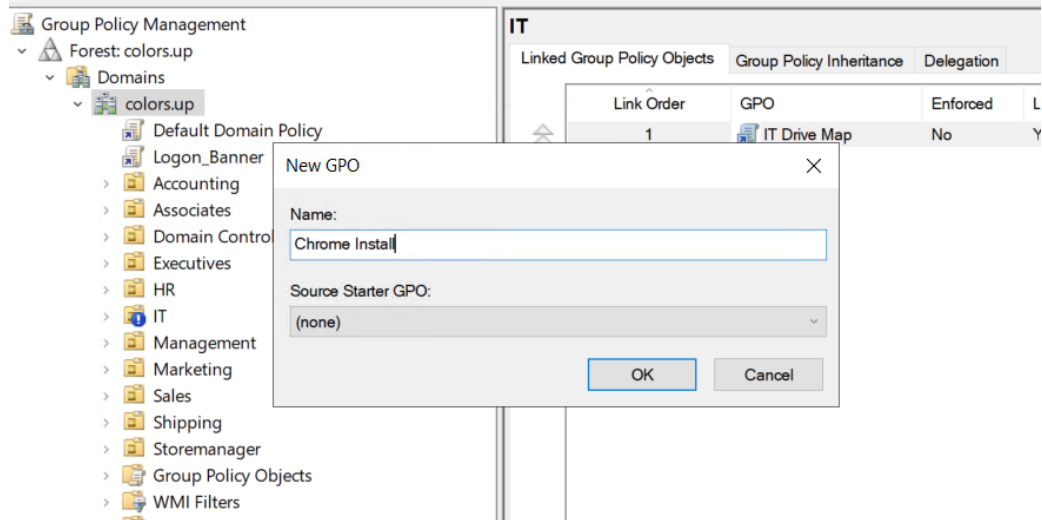 Group Policy Management
Forest: colors.up
Domains
colors.up
Default Domain Policy
Logon_Banner
Accounting
Associates
Domain Control
Executives
HR
IT
Management
Marketing
Sales
Shipping
Storemanager
Group Policy Objects
WMI Filters
IT
Linked Group Policy Objects Group Policy Inheritance Delegation
Link Order GPO Enforced L
1 IT Drive Map No Y
New GPO
Name:
Chrome Install
Source Starter GPO:
(none)
OK Cancel